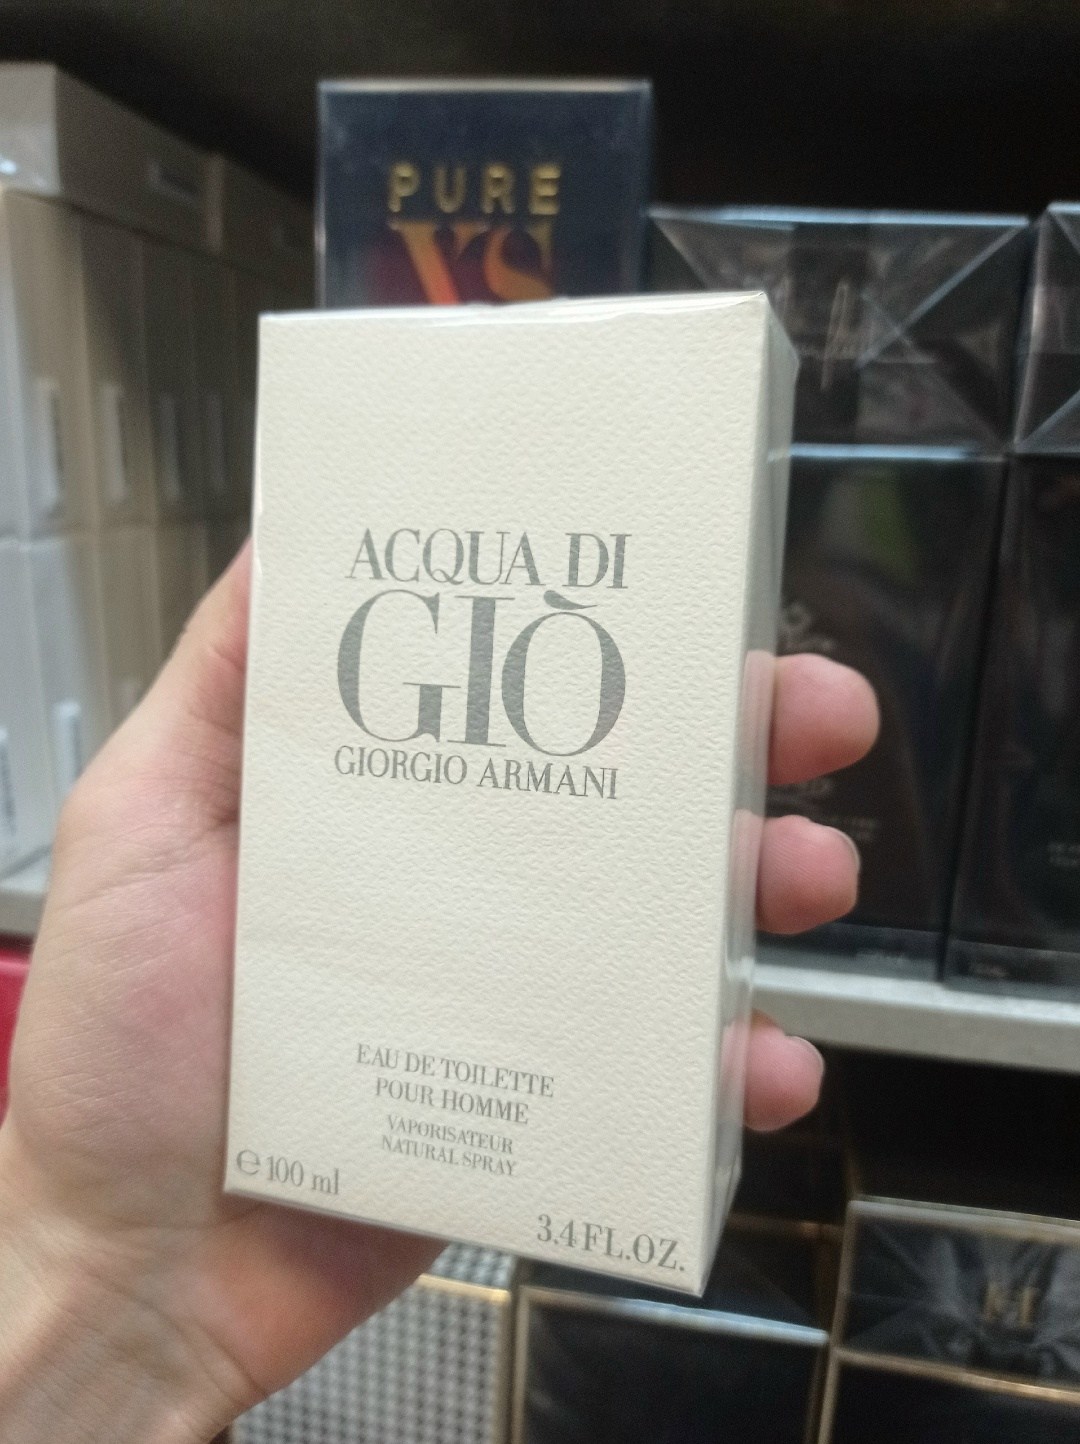 PURE
XS
ACQUA DI
GIÒ
GIORGIO ARMANI
EAU DE TOILETTE
POUR HOMME
VAPORISATEUR
NATURAL SPRAY
℮ 100 ml
3.4 FL.OZ.